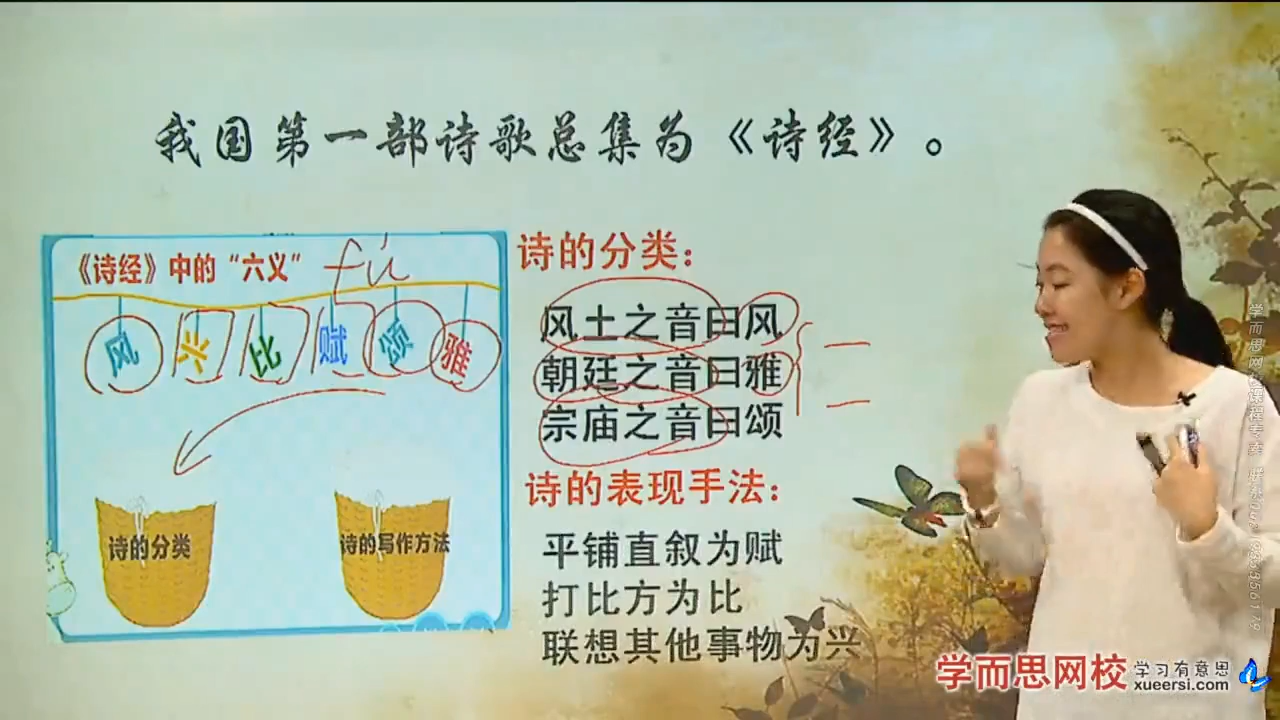 我国第一部诗歌总集为《诗经》。
《诗经》中的“六义”
fú
风 兴 比 赋 颂 雅
诗的分类
诗的写作方法
诗的分类：
风土之音曰风
朝廷之音曰雅
宗庙之音曰颂
诗的表现手法：
平铺直叙为赋
打比方为比
联想其他事物为兴
学而思网校
学习有意思
xueersi.com